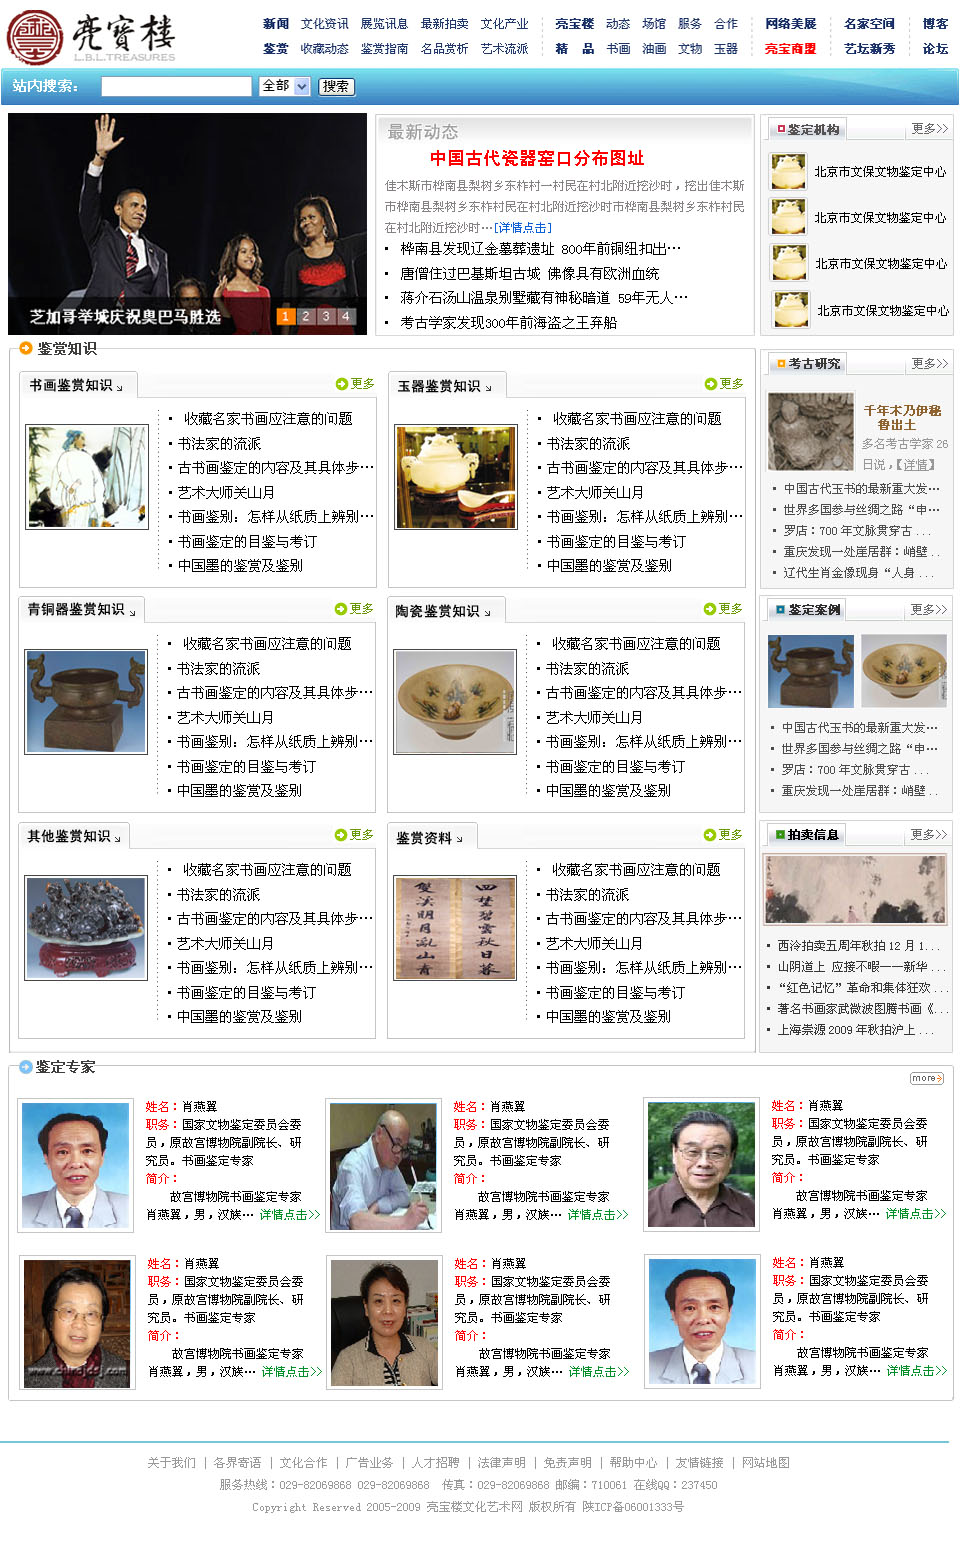 亮宝楼
L.B.L.TREASURES
新闻 文化资讯 展览讯息 最新拍卖 文化产业 亮宝楼 动态 场馆 服务 合作 网络美展 名家空间 博客
鉴赏 收藏动态 鉴赏指南 名品赏析 艺术流派 精 品 书画 油画 文物 玉器 亮宝商盟 艺坛新秀 论坛
站内搜索： 全部 搜索
芝加哥举城庆祝奥巴马胜选 1 2 3 4
最新动态
中国古代瓷器窑口分布图址
佳木斯市桦南县梨树乡东柞村一村民在村北附近挖沙时，挖出佳木斯
市桦南县梨树乡东柞村民在村北附近挖沙时市桦南县梨树乡东柞村民
在村北附近挖沙时…[详情点击]
桦南县发现辽金墓葬遗址 800年前铜纽扣出…
唐僧住过巴基斯坦古城 佛像具有欧洲血统
蒋介石汤山温泉别墅藏有神秘暗道 59年无人…
考古学家发现300年前海盗之王弃船
鉴定机构 更多>>
北京市文保文物鉴定中心
北京市文保文物鉴定中心
北京市文保文物鉴定中心
北京市文保文物鉴定中心
鉴赏知识
书画鉴赏知识 更多
收藏名家书画应注意的问题
书法家的流派
古书画鉴定的内容及其具体步…
艺术大师关山月
书画鉴别：怎样从纸质上辨别…
书画鉴定的目鉴与考订
中国墨的鉴赏及鉴别
玉器鉴赏知识 更多
收藏名家书画应注意的问题
书法家的流派
古书画鉴定的内容及其具体步…
艺术大师关山月
书画鉴别：怎样从纸质上辨别…
书画鉴定的目鉴与考订
中国墨的鉴赏及鉴别
考古研究 更多>>
千年木乃伊秘
鲁出土
多名考古学家 26
日说，【详情】
中国古代玉书的最新重大发…
世界多国参与丝绸之路“申…
罗店：700 年文脉贯穿古 . . .
重庆发现一处崖居群：峭壁 . .
辽代生肖金像现身“人身 . . .
青铜器鉴赏知识 更多
收藏名家书画应注意的问题
书法家的流派
古书画鉴定的内容及其具体步…
艺术大师关山月
书画鉴别：怎样从纸质上辨别…
书画鉴定的目鉴与考订
中国墨的鉴赏及鉴别
陶瓷鉴赏知识 更多
收藏名家书画应注意的问题
书法家的流派
古书画鉴定的内容及其具体步…
艺术大师关山月
书画鉴别：怎样从纸质上辨别…
书画鉴定的目鉴与考订
中国墨的鉴赏及鉴别
鉴定案例 更多>>
中国古代玉书的最新重大发…
世界多国参与丝绸之路“申…
罗店：700 年文脉贯穿古 . . .
重庆发现一处崖居群：峭壁 . .
其他鉴赏知识 更多
收藏名家书画应注意的问题
书法家的流派
古书画鉴定的内容及其具体步…
艺术大师关山月
书画鉴别：怎样从纸质上辨别…
书画鉴定的目鉴与考订
中国墨的鉴赏及鉴别
鉴赏资料 更多
四壁碧云秋日暮
双溪明月乱山青
收藏名家书画应注意的问题
书法家的流派
古书画鉴定的内容及其具体步…
艺术大师关山月
书画鉴别：怎样从纸质上辨别…
书画鉴定的目鉴与考订
中国墨的鉴赏及鉴别
拍卖信息 更多>>
西泠拍卖五周年秋拍 12 月 1. . .
山阴道上 应接不暇——新华 . . .
“红色记忆”革命和集体狂欢 . . .
著名书画家武微波图腾书画《. . .
上海崇源 2009 年秋拍沪上 . . .
鉴定专家
more
姓名：肖燕翼
职务：国家文物鉴定委员会委
员，原故宫博物院副院长、研
究员。书画鉴定专家
简介：
故宫博物院书画鉴定专家
肖燕翼，男，汉族… 详情点击>>
姓名：肖燕翼
职务：国家文物鉴定委员会委
员，原故宫博物院副院长、研
究员。书画鉴定专家
简介：
故宫博物院书画鉴定专家
肖燕翼，男，汉族… 详情点击>>
姓名：肖燕翼
职务：国家文物鉴定委员会委
员，原故宫博物院副院长、研
究员。书画鉴定专家
简介：
故宫博物院书画鉴定专家
肖燕翼，男，汉族… 详情点击>>
姓名：肖燕翼
职务：国家文物鉴定委员会委
员，原故宫博物院副院长、研
究员。书画鉴定专家
简介：
故宫博物院书画鉴定专家
肖燕翼，男，汉族… 详情点击>>
姓名：肖燕翼
职务：国家文物鉴定委员会委
员，原故宫博物院副院长、研
究员。书画鉴定专家
简介：
故宫博物院书画鉴定专家
肖燕翼，男，汉族… 详情点击>>
姓名：肖燕翼
职务：国家文物鉴定委员会委
员，原故宫博物院副院长、研
究员。书画鉴定专家
简介：
故宫博物院书画鉴定专家
肖燕翼，男，汉族… 详情点击>>
关于我们 | 各界寄语 | 文化合作 | 广告业务 | 人才招聘 | 法律声明 | 免责声明 | 帮助中心 | 友情链接 | 网站地图
服务热线：029-82069868 029-82069868 传真：029-82069868 邮编：710061 在线QQ：237450
Copyright Reserved 2005-2009 亮宝楼文化艺术网 版权所有 陕ICP备06001333号